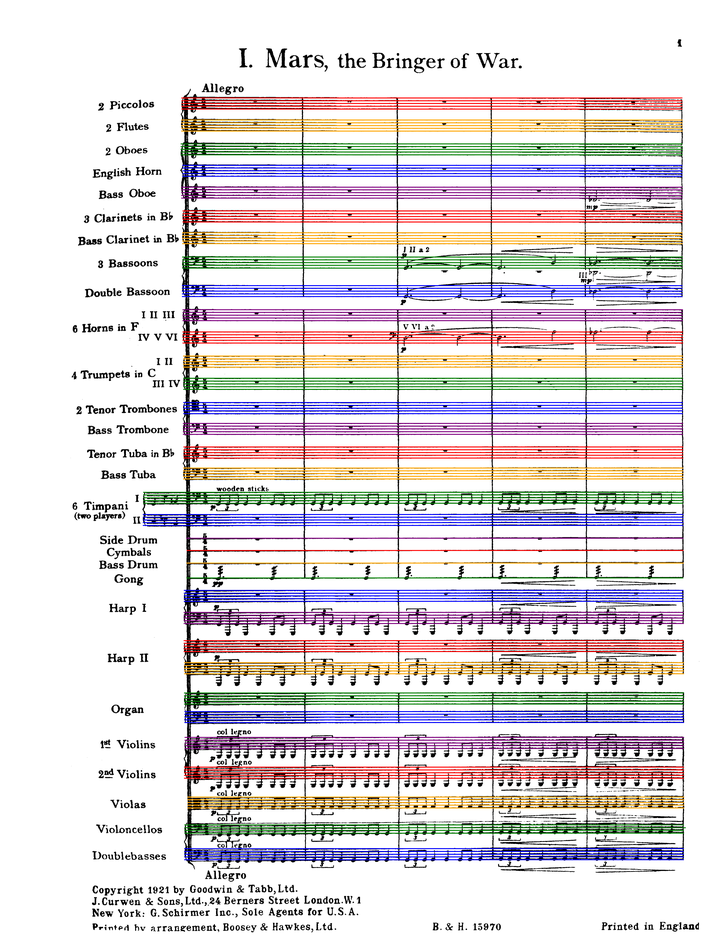 1
I. Mars, the Bringer of War.
Allegro
2 Piccolos
2 Flutes
2 Oboes
English Horn
Bass Oboe
mp
3 Clarinets in B♭
Bass Clarinet in B♭
I II a 2
p
3 Bassoons
III
mp
p
Double Bassoon
p
I II III
6 Horns in F
V VI a 2
IV V VI
p
I II
4 Trumpets in C
III IV
2 Tenor Trombones
Bass Trombone
Tenor Tuba in B♭
Bass Tuba
wooden sticks
6 Timpani I
(two players)
p
II
Side Drum
Cymbals
Bass Drum
Gong
pp
Harp I
p
Harp II
p
Organ
col legno
1st Violins
p
col legno
2nd Violins
p
col legno
Violas
p
col legno
Violoncellos
p
col legno
Doublebasses
p
Allegro
Copyright 1921 by Goodwin & Tabb, Ltd.
J. Curwen & Sons, Ltd., 24 Berners Street London. W. 1
New York: G. Schirmer Inc., Sole Agents for U.S.A.
Printed by arrangement, Boosey & Hawkes, Ltd. B. & H. 15970 Printed in England